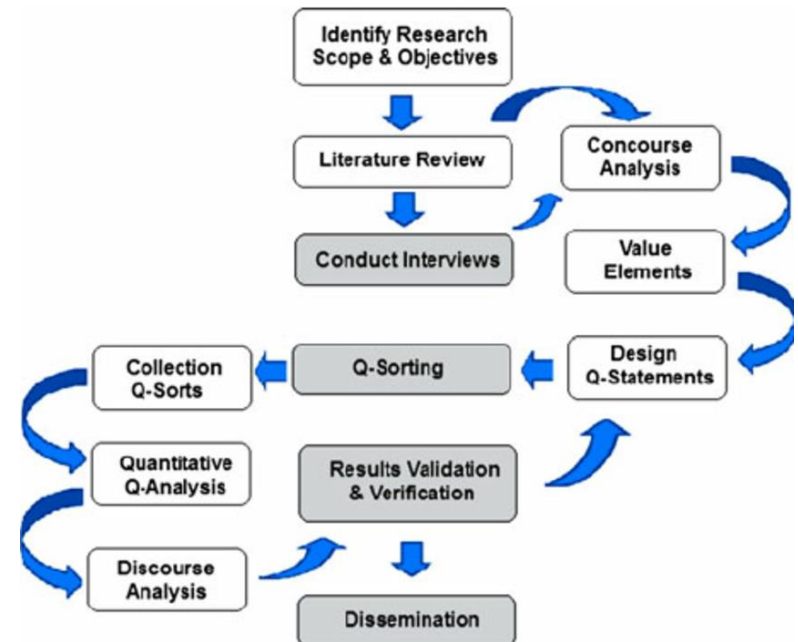 Identify Research
Scope & Objectives
Literature Review
Concourse
Analysis
Conduct Interviews
Value
Elements
Design
Q-Statements
Q-Sorting
Collection
Q-Sorts
Quantitative
Q-Analysis
Results Validation
& Verification
Discourse
Analysis
Dissemination